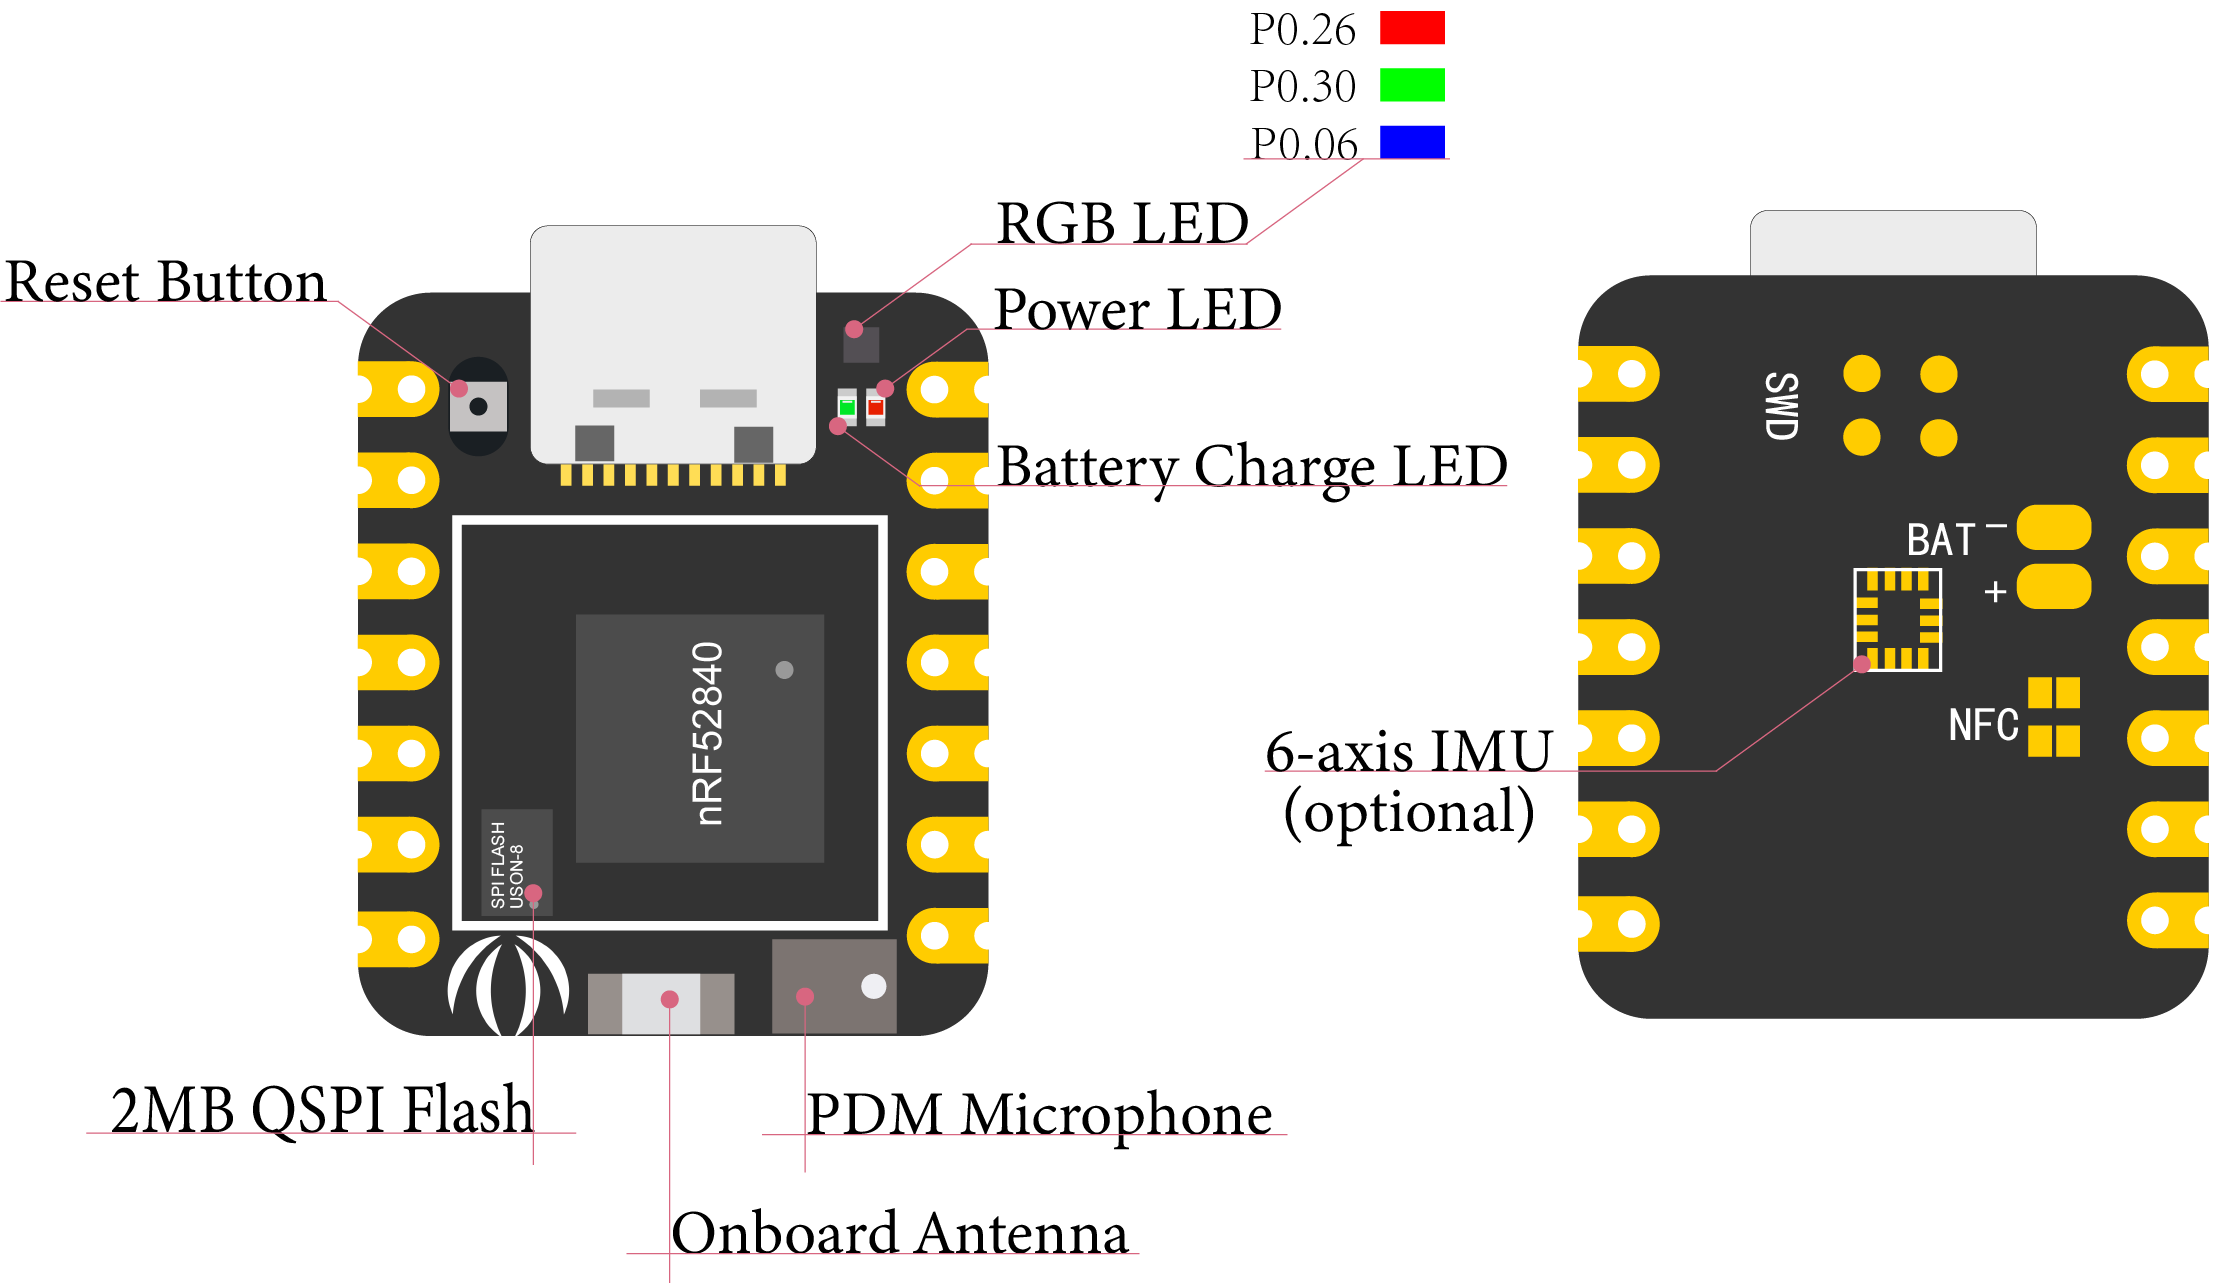 P0.26
P0.30
P0.06
RGB LED
Reset Button
Power LED
Battery Charge LED
SWD
BAT
−
+
nRF52840
NFC
6-axis IMU
(optional)
SPI FLASH
USON-8
2MB QSPI Flash
PDM Microphone
Onboard Antenna